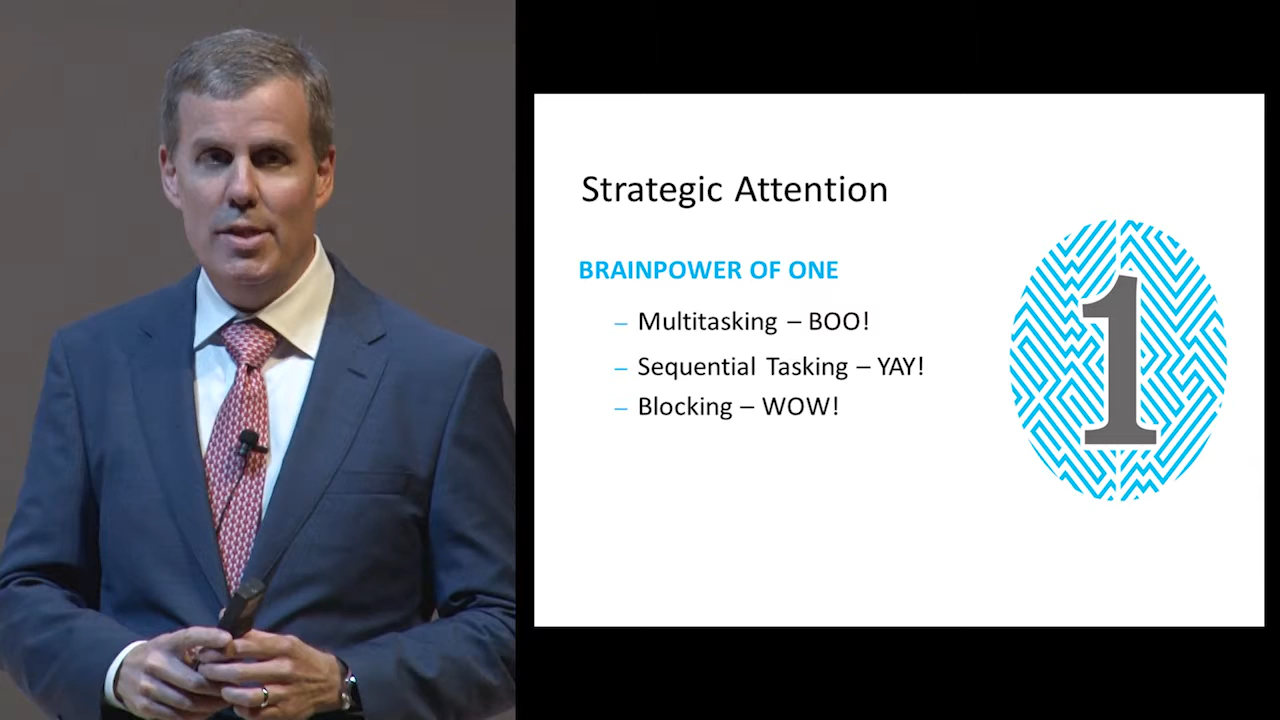 Strategic Attention
BRAINPOWER OF ONE
– Multitasking – BOO!
– Sequential Tasking – YAY!
– Blocking – WOW!
1